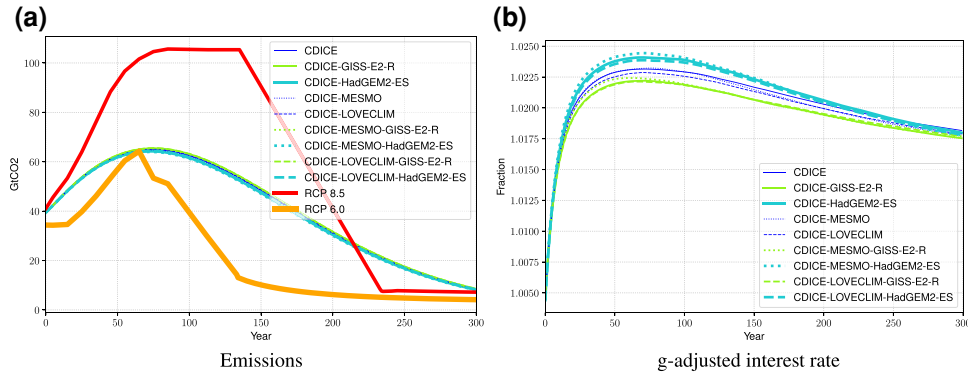 (a)
(b)
GtCO2
100
80
60
40
20
0
CDICE
CDICE-GISS-E2-R
CDICE-HadGEM2-ES
CDICE-MESMO
CDICE-LOVECLIM
CDICE-MESMO-GISS-E2-R
CDICE-MESMO-HadGEM2-ES
CDICE-LOVECLIM-GISS-E2-R
CDICE-LOVECLIM-HadGEM2-ES
RCP 8.5
RCP 6.0
0 50 100 150 200 250 300
Year
Emissions
Fraction
1.0250
1.0225
1.0200
1.0175
1.0150
1.0125
1.0100
1.0075
1.0050
CDICE
CDICE-GISS-E2-R
CDICE-HadGEM2-ES
CDICE-MESMO
CDICE-LOVECLIM
CDICE-MESMO-GISS-E2-R
CDICE-MESMO-HadGEM2-ES
CDICE-LOVECLIM-GISS-E2-R
CDICE-LOVECLIM-HadGEM2-ES
0 50 100 150 200 250 300
Year
g-adjusted interest rate